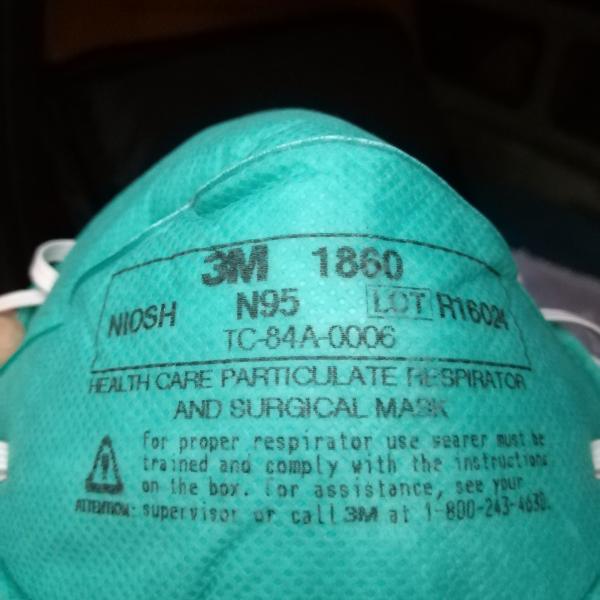 3M 1860
NIOSH N95 LOT R16024
TC-84A-0006
HEALTH CARE PARTICULATE RESPIRATOR
AND SURGICAL MASK
for proper respirator use wearer must be
trained and comply with the instructions
on the box. for assistance, see your
ATTENTION: supervisor or call 3M at 1-800-243-4630.